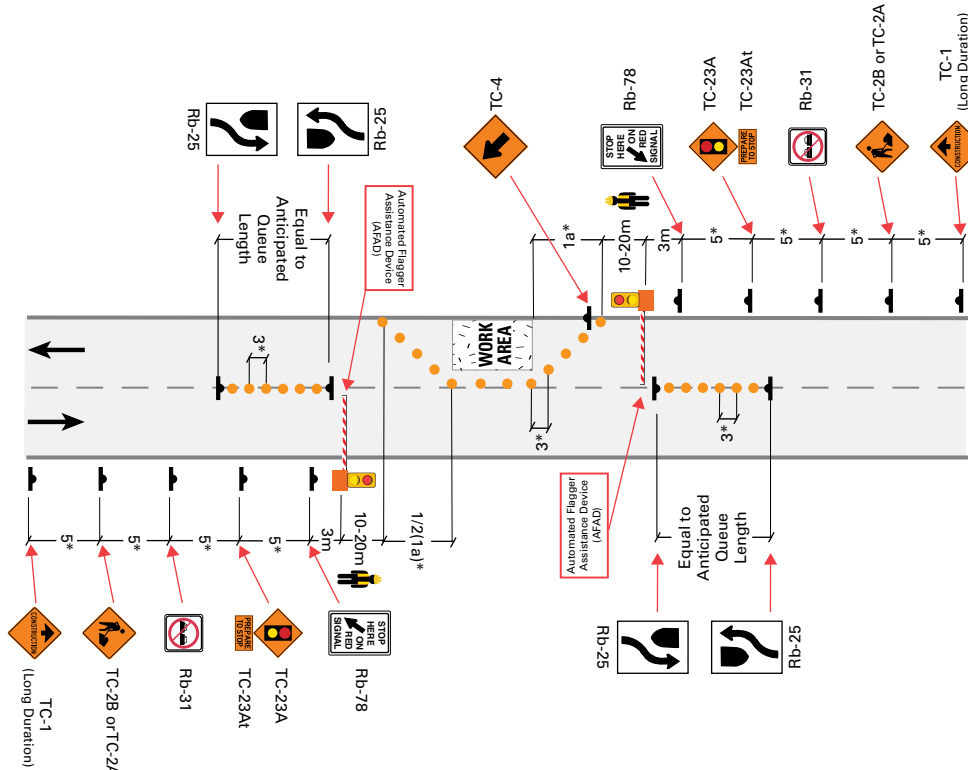 Rb-25
Rb-25
Equal to
Anticipated
Queue
Length
Automated Flagger
Assistance Device
(AFAD)
3*
TC-4
Rb-78
STOP
HERE
ON
RED
SIGNAL
TC-23A
TC-23At
PREPARE
TO STOP
Rb-31
TC-2B or TC-2A
TC-1
(Long Duration)
CONSTRUCTION
1a*
10-20m
3m
5*
5*
5*
5*
WORK
AREA
3*
3*
Automated Flagger
Assistance Device
(AFAD)
Equal to
Anticipated
Queue
Length
Rb-25
Rb-25
5*
5*
5*
5*
3m
10-20m
1/2(1a)*
CONSTRUCTION
TC-1
(Long Duration)
TC-2B or TC-2A
Rb-31
PREPARE
TO STOP
TC-23At
TC-23A
STOP
HERE
ON
RED
SIGNAL
Rb-78